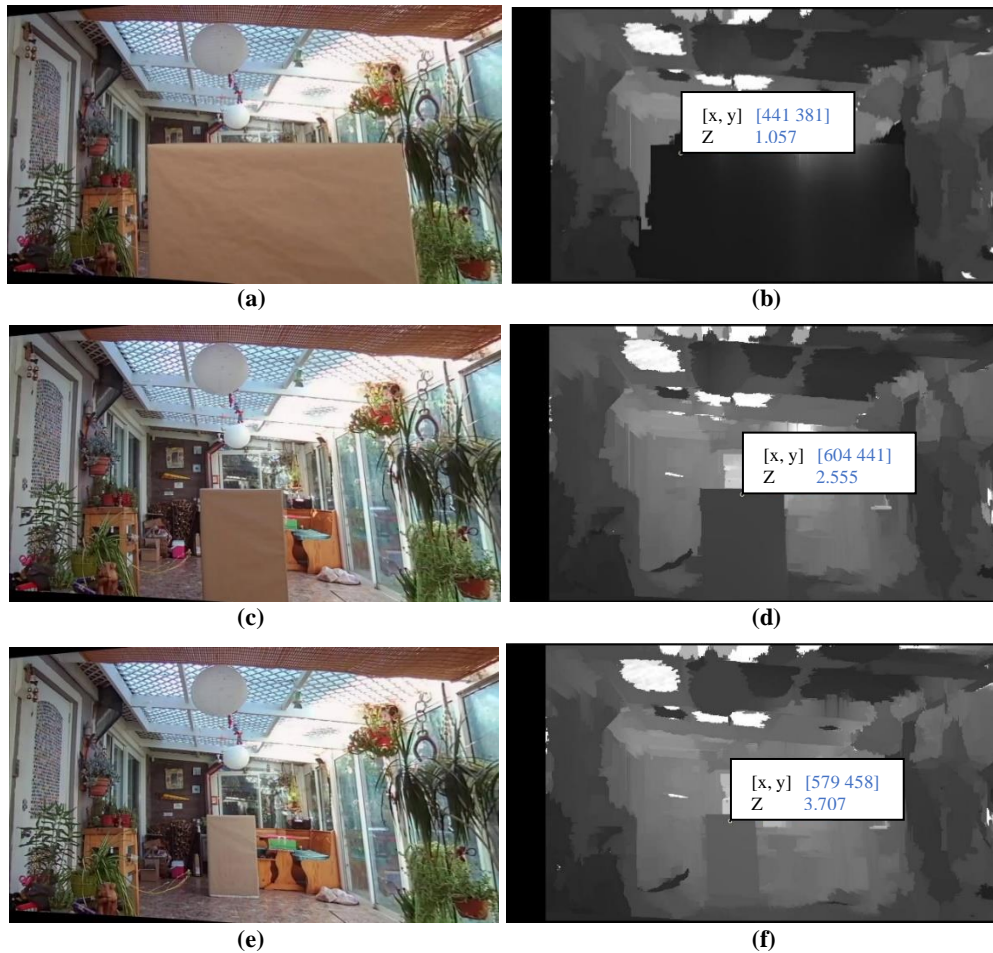 [x, y] [441 381]
Z 1.057
(a)
(b)
[x, y] [604 441]
Z 2.555
(c)
(d)
[x, y] [579 458]
Z 3.707
(e)
(f)